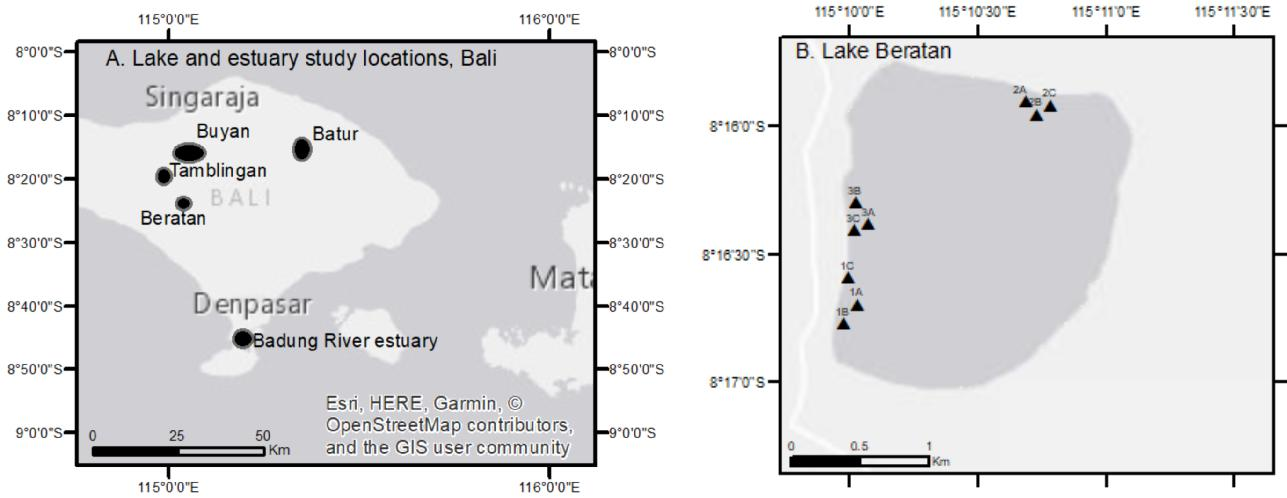 115°0'0"E
116°0'0"E
A. Lake and estuary study locations, Bali
8°0'0"S
8°0'0"S
Singaraja
8°10'0"S
8°10'0"S
Buyan
Batur
Tamblingan
8°20'0"S
8°20'0"S
BALI
Beratan
8°30'0"S
8°30'0"S
Mata
8°40'0"S
8°40'0"S
Denpasar
Badung River estuary
8°50'0"S
8°50'0"S
Esri, HERE, Garmin, ©
OpenStreetMap contributors,
and the GIS user community
0 25 50
Km
9°0'0"S
9°0'0"S
115°0'0"E
116°0'0"E
115°10'0"E
115°10'30"E
115°11'0"E
115°11'30"E
B. Lake Beratan
2A
2B
2C
8°16'0"S
3B
3A
3C
8°16'30"S
1C
1A
1B
8°17'0"S
0 0.5 1
Km